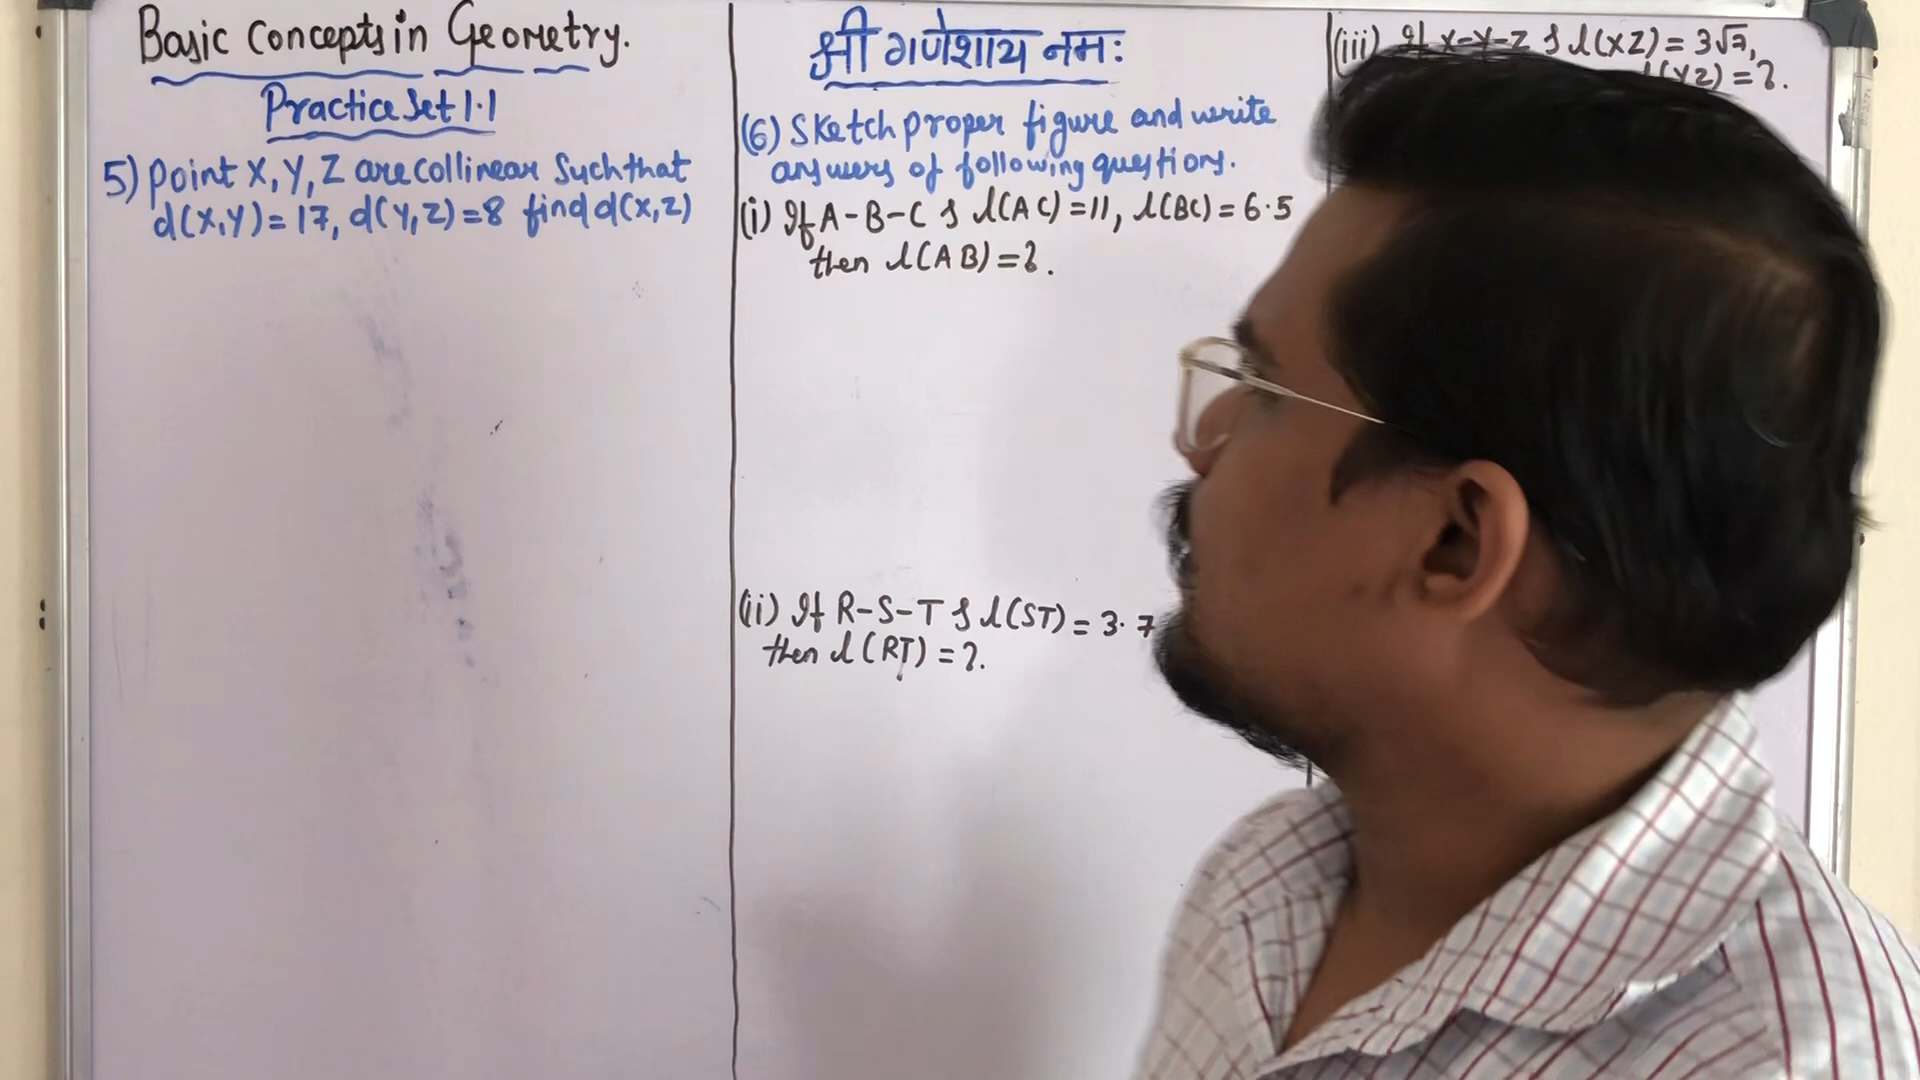 Basic Concepts in Geometry.
Practice Set 1.1
5) Point X, Y, Z are collinear Such that
d(X,Y)=17, d(Y,Z)=8 find d(X,Z)
श्री गणेशाय नमः
(6) Sketch proper figure and write
answers of following questions.
(i) If A-B-C & l(AC)=11, l(BC)=6.5
then l(AB)=?.
(ii) If R-S-T & l(ST)=3.7
then l(RT)=?.
(iii) If X-Y-Z & l(XZ)=3√7,
l(YZ)=?.